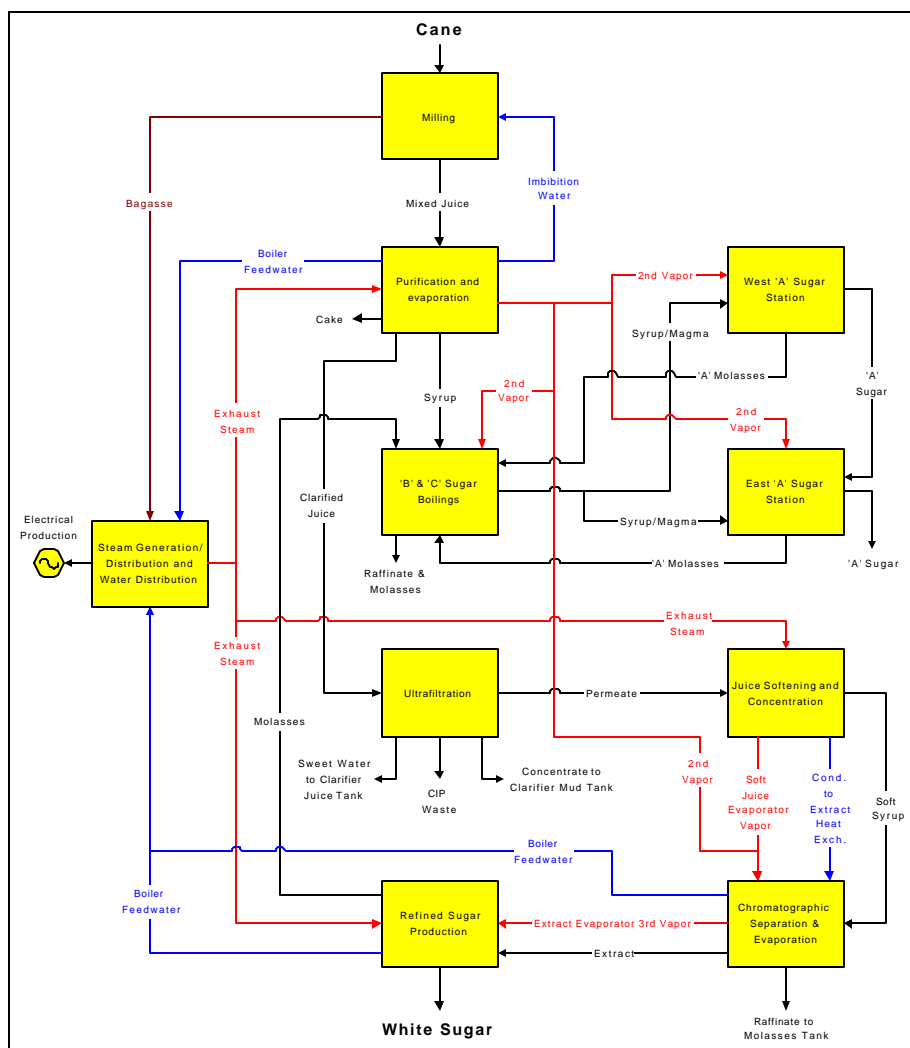 Cane
Milling
Imbibition
Water
Bagasse
Mixed Juice
Boiler
Feedwater
Purification and
evaporation
2nd Vapor
West 'A' Sugar
Station
Cake
Syrup/Magma
'A' Molasses
'A'
Sugar
2nd
Vapor
Syrup
Exhaust
Steam
2nd
Vapor
'B' & 'C' Sugar
Boilings
East 'A' Sugar
Station
Clarified
Juice
Electrical
Production
Syrup/Magma
Steam Generation/
Distribution and
Water Distribution
Raffinate &
Molasses
'A' Molasses
'A' Sugar
Exhaust
Steam
Exhaust
Steam
Ultrafiltration
Permeate
Juice Softening and
Concentration
Molasses
Sweet Water
to Clarifier
Juice Tank
CIP
Waste
Concentrate to
Clarifier Mud Tank
2nd
Vapor
Soft
Juice
Evaporator
Vapor
Cond.
to
Extract
Heat
Exch.
Soft
Syrup
Boiler
Feedwater
Boiler
Feedwater
Refined Sugar
Production
Extract Evaporator 3rd Vapor
Extract
Chromatographic
Separation &
Evaporation
White Sugar
Raffinate to
Molasses Tank